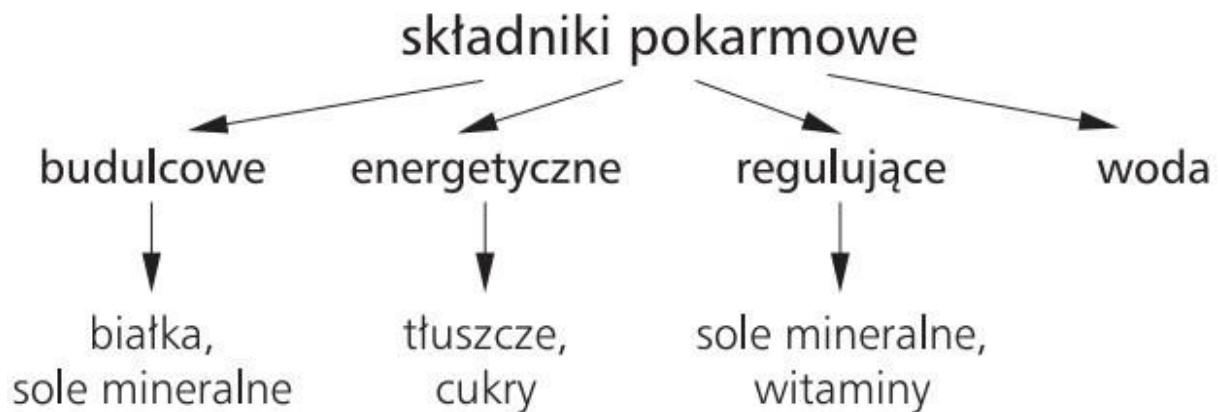 składniki pokarmowe
budulcowe energetyczne regulujące woda
białka, tłuszcze, sole mineralne,
sole mineralne cukry witaminy